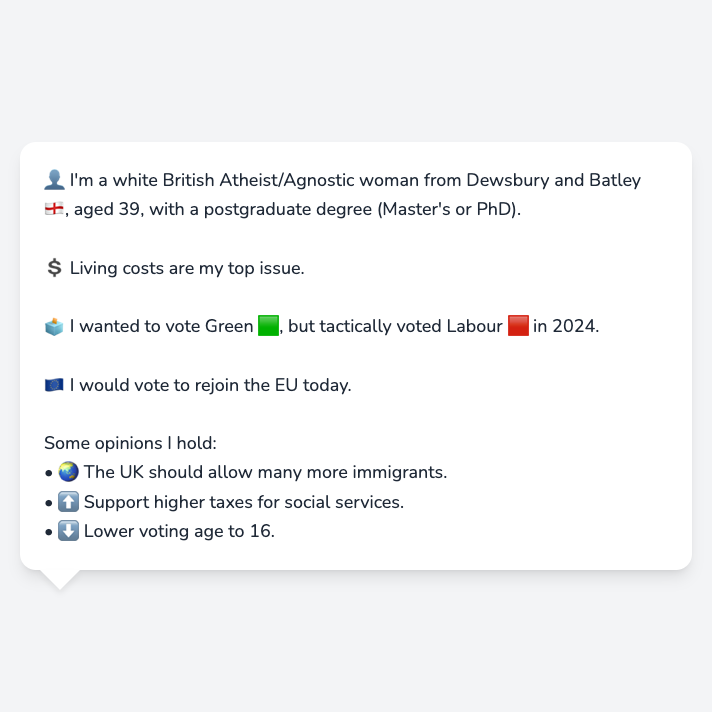 👤 I'm a white British Atheist/Agnostic woman from Dewsbury and Batley
🏴󠁧󠁢󠁥󠁮󠁧󠁿, aged 39, with a postgraduate degree (Master's or PhD).
💲 Living costs are my top issue.
🗳️ I wanted to vote Green 🟩, but tactically voted Labour 🟥 in 2024.
🇪🇺 I would vote to rejoin the EU today.
Some opinions I hold:
• 🌏 The UK should allow many more immigrants.
• ⬆️ Support higher taxes for social services.
• ⬇️ Lower voting age to 16.